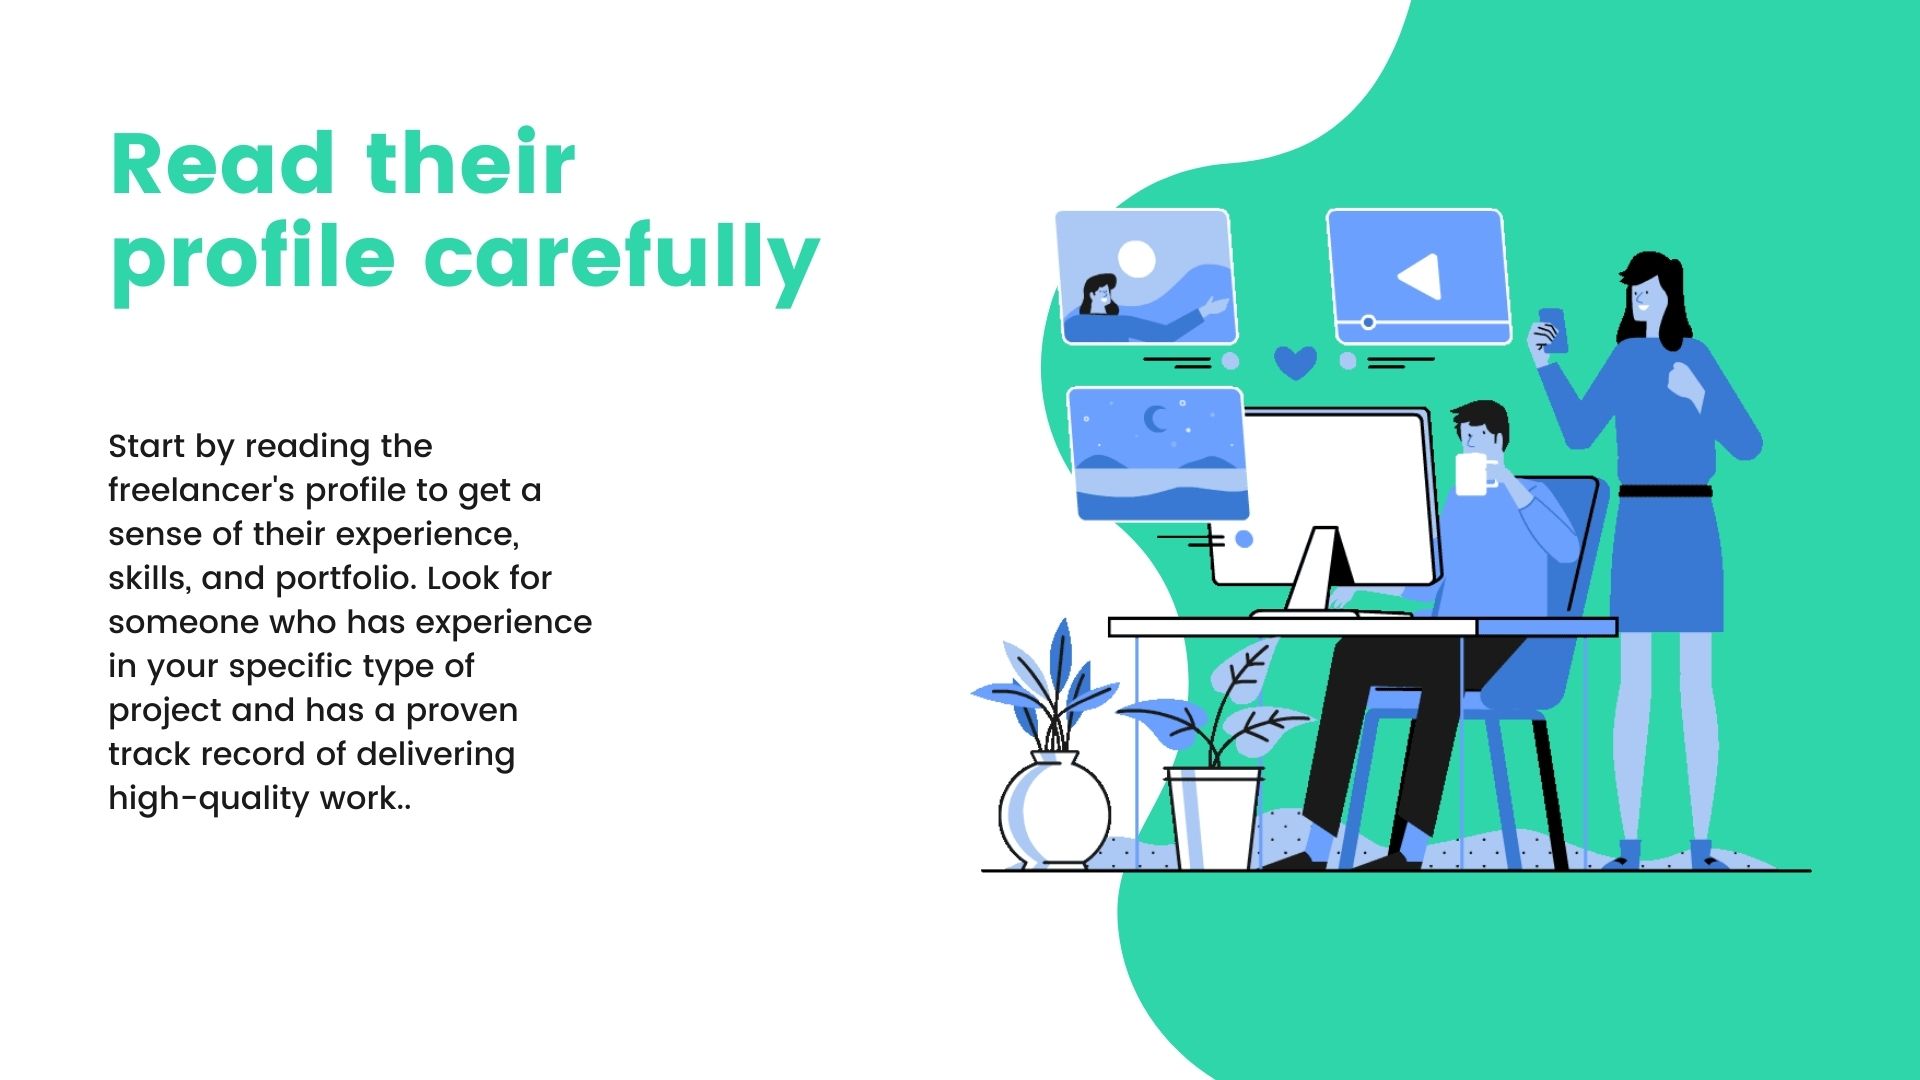 Read their
profile carefully
Start by reading the
freelancer's profile to get a
sense of their experience,
skills, and portfolio. Look for
someone who has experience
in your specific type of
project and has a proven
track record of delivering
high-quality work..